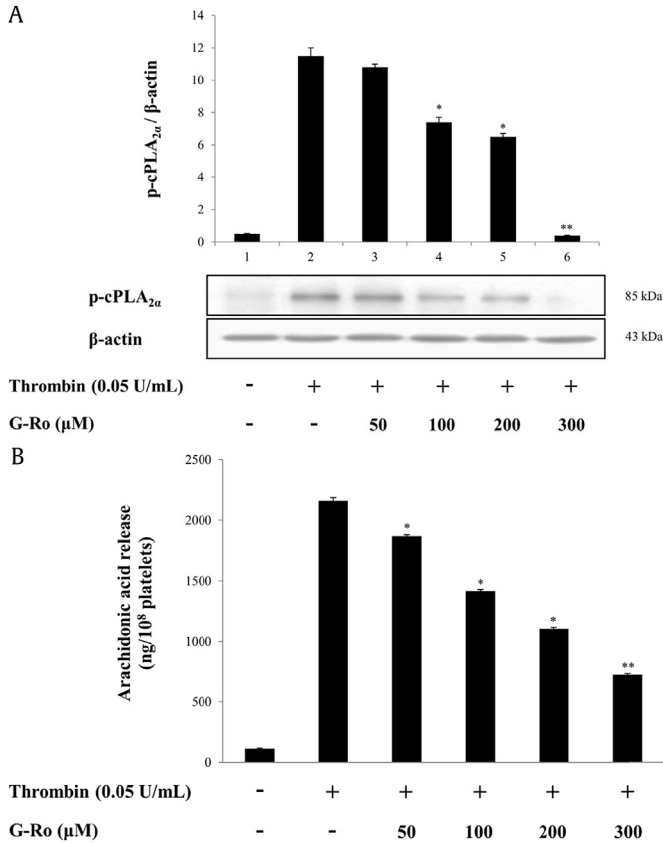 A
p-cPLA2α / β-actin
14
12
10
8
6
4
2
0
*
*
**
1 2 3 4 5 6
p-cPLA2α 85 kDa
β-actin 43 kDa
Thrombin (0.05 U/mL) - + + + + +
G-Ro (μM) - - 50 100 200 300
B
Arachidonic acid release
(ng/10⁸ platelets)
2500
2000
1500
1000
500
0
*
*
*
**
Thrombin (0.05 U/mL) - + + + + +
G-Ro (μM) - - 50 100 200 300